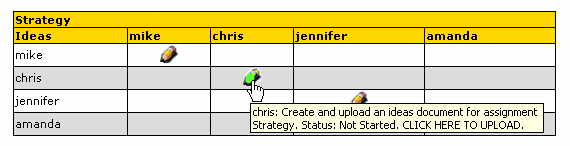 Strategy
Ideas mike chris jennifer amanda
mike
chris
jennifer
chris: Create and upload an ideas document for assignment
Strategy. Status: Not Started. CLICK HERE TO UPLOAD.
amanda